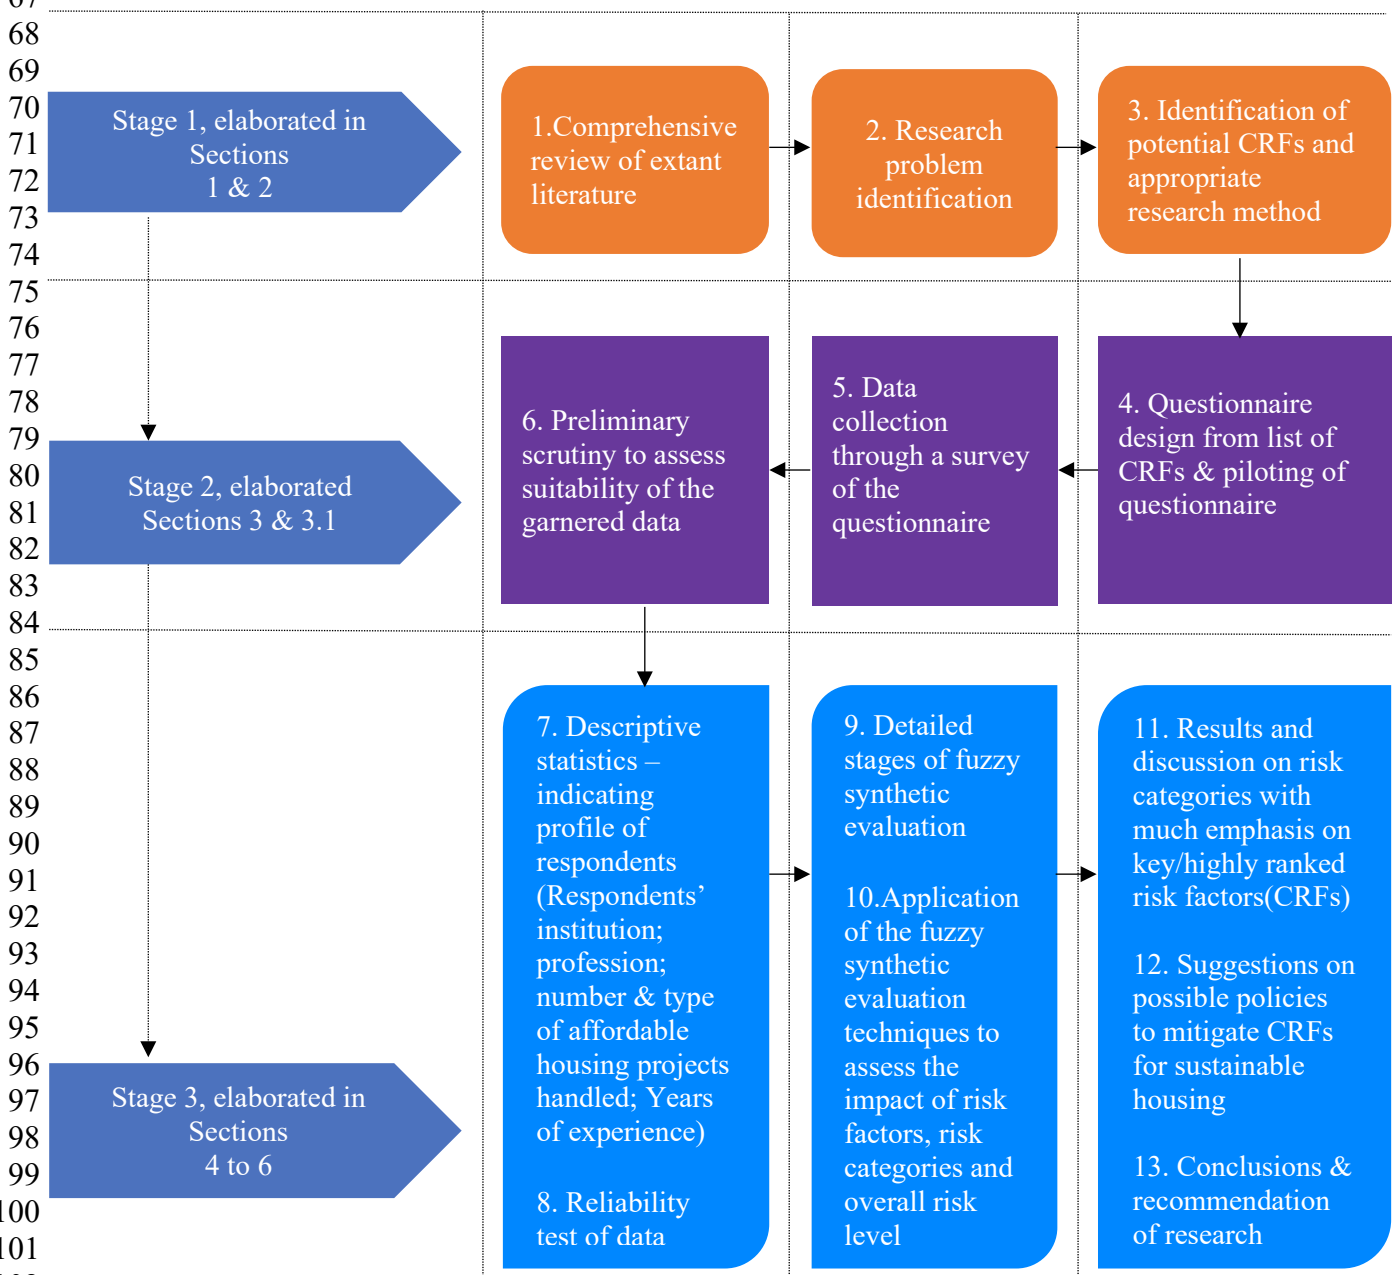 67
68
69
70
71
72
73
74
75
76
77
78
79
80
81
82
83
84
85
86
87
88
89
90
91
92
93
94
95
96
97
98
99
100
101
Stage 1, elaborated in
Sections
1 & 2
1.Comprehensive
review of extant
literature
2. Research
problem
identification
3. Identification of
potential CRFs and
appropriate
research method
Stage 2, elaborated
Sections 3 & 3.1
6. Preliminary
scrutiny to assess
suitability of the
garnered data
5. Data
collection
through a survey
of the
questionnaire
4. Questionnaire
design from list of
CRFs & piloting of
questionnaire
Stage 3, elaborated in
Sections
4 to 6
7. Descriptive
statistics –
indicating
profile of
respondents
(Respondents’
institution;
profession;
number & type
of affordable
housing projects
handled; Years
of experience)
8. Reliability
test of data
9. Detailed
stages of fuzzy
synthetic
evaluation
10.Application
of the fuzzy
synthetic
evaluation
techniques to
assess the
impact of risk
factors, risk
categories and
overall risk
level
11. Results and
discussion on risk
categories with
much emphasis on
key/highly ranked
risk factors(CRFs)
12. Suggestions on
possible policies
to mitigate CRFs
for sustainable
housing
13. Conclusions &
recommendation
of research